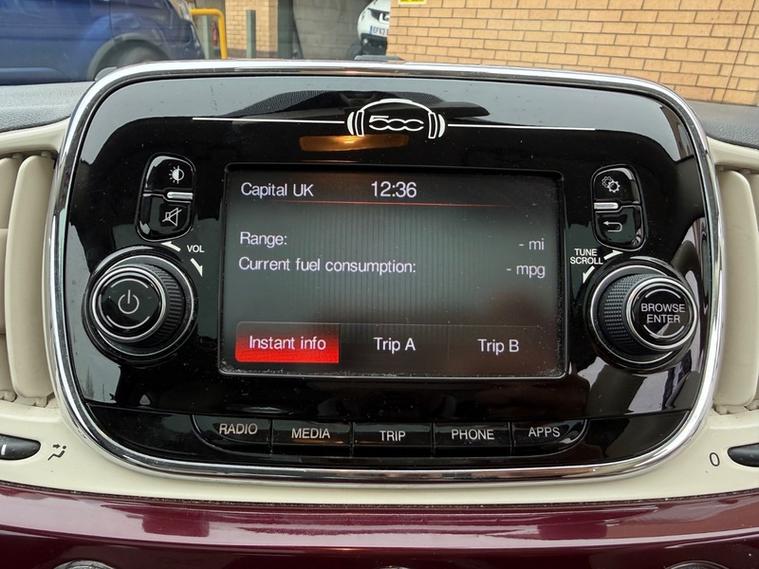 500
Capital UK 12:36
VOL
TUNE
SCROLL
Range: - mi
Current fuel consumption: - mpg
BROWSE
ENTER
Instant info Trip A Trip B
RADIO MEDIA TRIP PHONE APPS
0